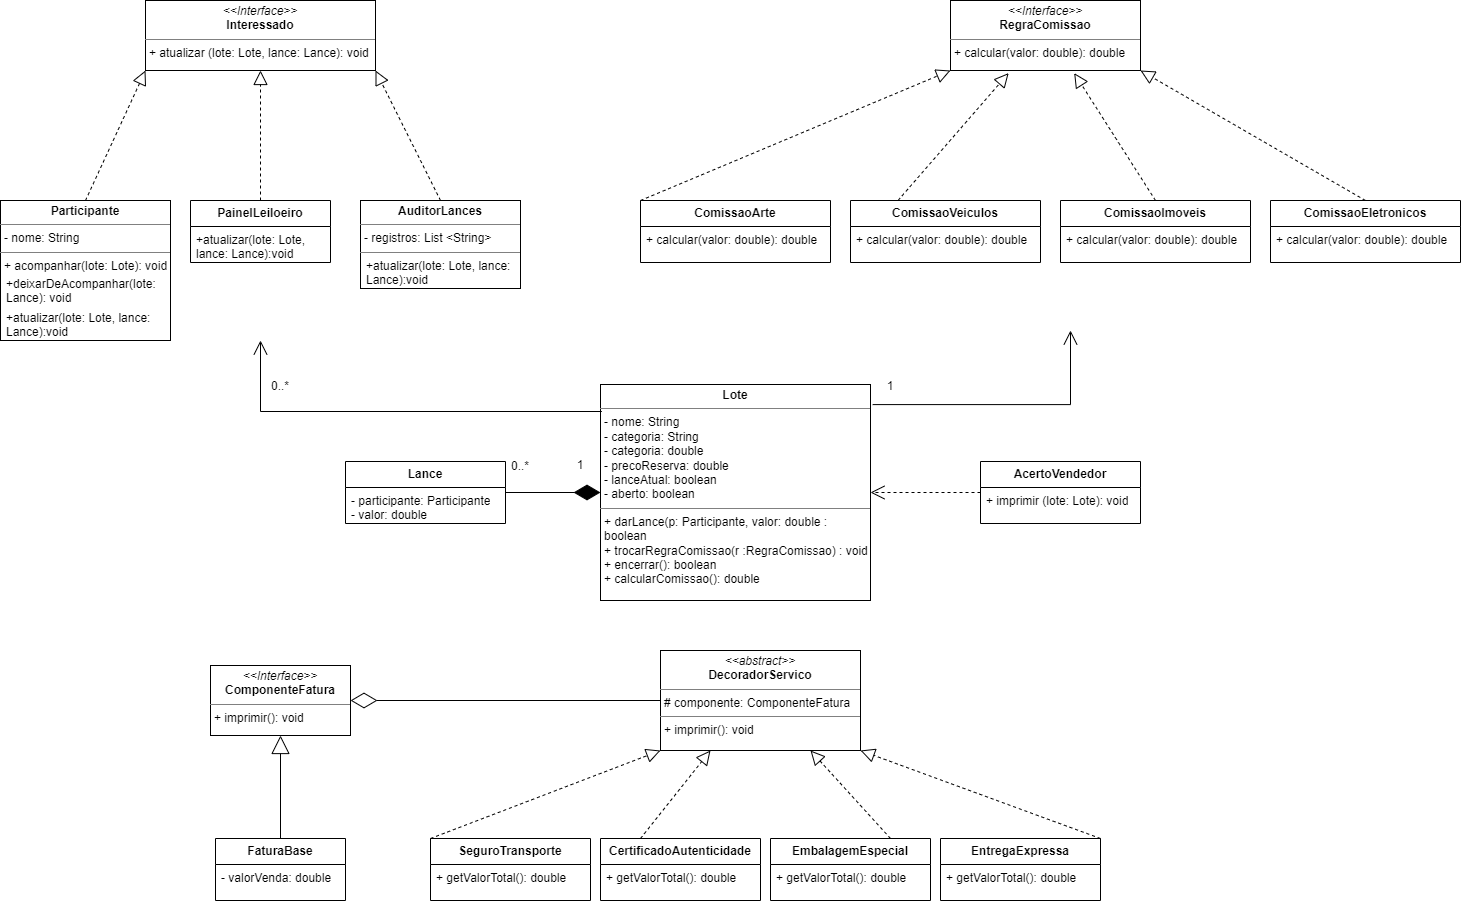 <<Interface>>
Interessado
+ atualizar (lote: Lote, lance: Lance): void
<<Interface>>
RegraComissao
+ calcular(valor: double): double
Participante
- nome: String
+ acompanhar(lote: Lote): void
+deixarDeAcompanhar(lote:
Lance): void
+atualizar(lote: Lote, lance:
Lance):void
PainelLeiloeiro
+atualizar(lote: Lote,
lance: Lance):void
AuditorLances
- registros: List <String>
+atualizar(lote: Lote, lance:
Lance):void
ComissaoArte
+ calcular(valor: double): double
ComissaoVeiculos
+ calcular(valor: double): double
ComissaoImoveis
+ calcular(valor: double): double
ComissaoEletronicos
+ calcular(valor: double): double
0..*
1
Lote
- nome: String
- categoria: String
- categoria: double
- precoReserva: double
- lanceAtual: boolean
- aberto: boolean
+ darLance(p: Participante, valor: double :
boolean
+ trocarRegraComissao(r :RegraComissao) : void
+ encerrar(): boolean
+ calcularComissao(): double
Lance
- participante: Participante
- valor: double
0..*
1
AcertoVendedor
+ imprimir (lote: Lote): void
<<Interface>>
ComponenteFatura
+ imprimir(): void
<<abstract>>
DecoradorServico
# componente: ComponenteFatura
+ imprimir(): void
FaturaBase
- valorVenda: double
SeguroTransporte
+ getValorTotal(): double
CertificadoAutenticidade
+ getValorTotal(): double
EmbalagemEspecial
+ getValorTotal(): double
EntregaExpressa
+ getValorTotal(): double